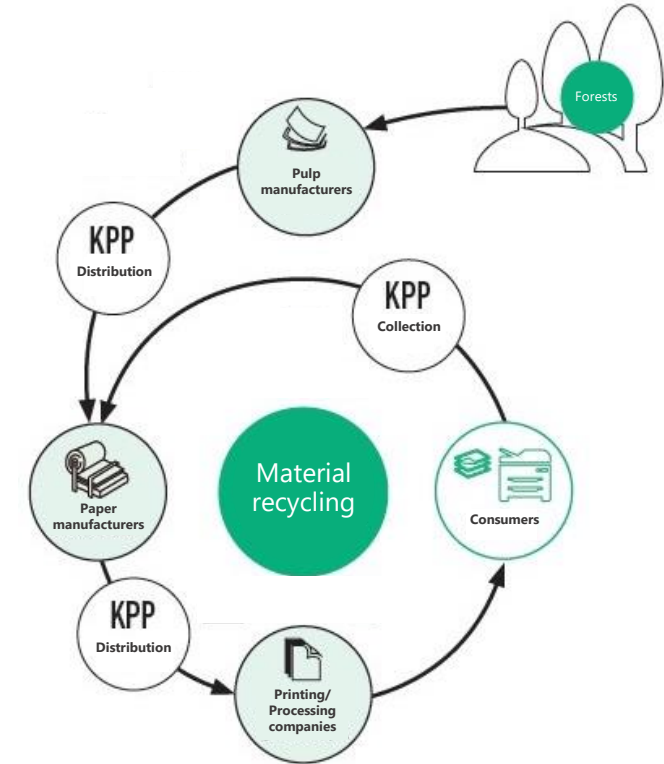 Forests
Pulp
manufacturers
KPP
Distribution
KPP
Collection
Material
recycling
Paper
manufacturers
Consumers
KPP
Distribution
Printing/
Processing
companies